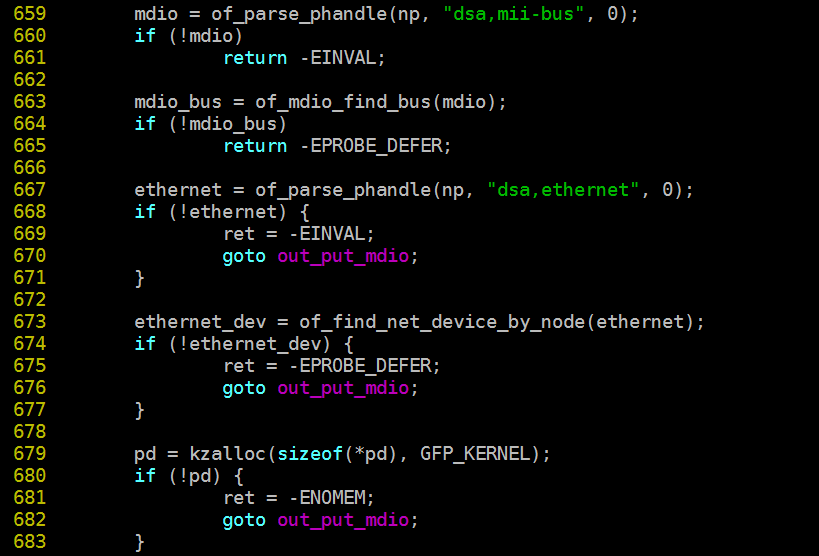 659         mdio = of_parse_phandle(np, "dsa,mii-bus", 0);
660         if (!mdio)
661                 return -EINVAL;
662
663         mdio_bus = of_mdio_find_bus(mdio);
664         if (!mdio_bus)
665                 return -EPROBE_DEFER;
666
667         ethernet = of_parse_phandle(np, "dsa,ethernet", 0);
668         if (!ethernet) {
669                 ret = -EINVAL;
670                 goto out_put_mdio;
671         }
672
673         ethernet_dev = of_find_net_device_by_node(ethernet);
674         if (!ethernet_dev) {
675                 ret = -EPROBE_DEFER;
676                 goto out_put_mdio;
677         }
678
679         pd = kzalloc(sizeof(*pd), GFP_KERNEL);
680         if (!pd) {
681                 ret = -ENOMEM;
682                 goto out_put_mdio;
683         }